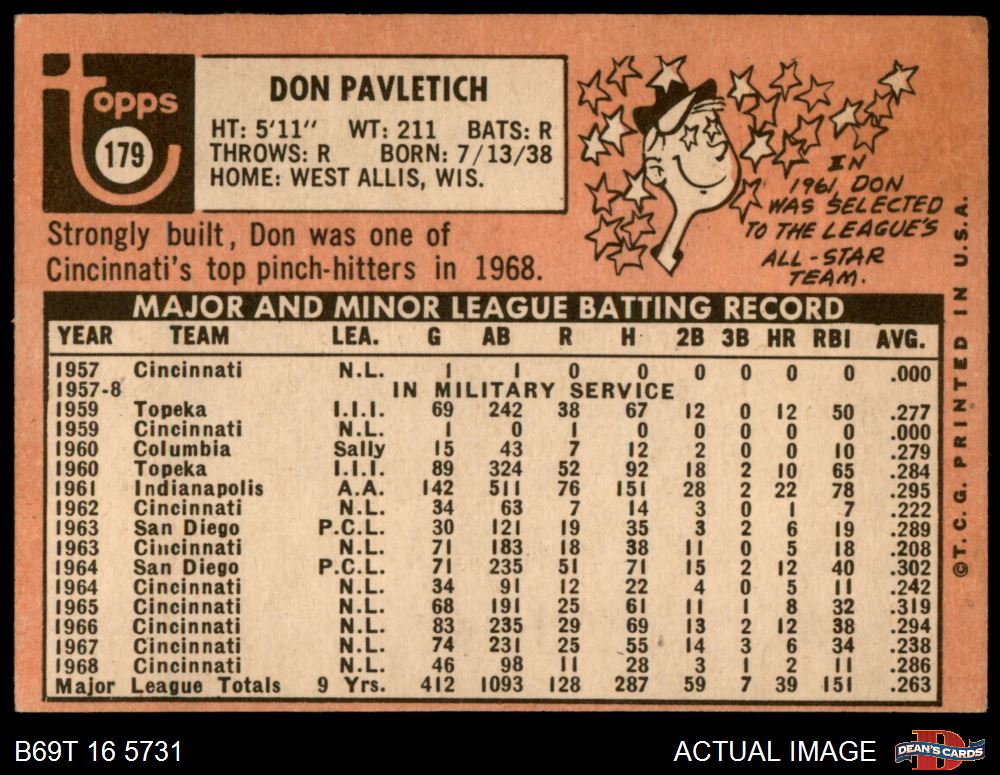 Topps
179
DON PAVLETICH
HT: 5'11" WT: 211 BATS: R
THROWS: R BORN: 7/13/38
HOME: WEST ALLIS, WIS.
IN
1961, DON
WAS SELECTED
TO THE LEAGUE'S
ALL-STAR
TEAM.
Strongly built, Don was one of
Cincinnati's top pinch-hitters in 1968.
MAJOR AND MINOR LEAGUE BATTING RECORD
YEAR TEAM LEA. G AB R H 2B 3B HR RBI AVG.
1957 Cincinnati N.L. 1 1 0 0 0 0 0 0 .000
1957-8 IN MILITARY SERVICE
1959 Topeka I.I.I. 69 242 38 67 12 0 12 50 .277
1959 Cincinnati N.L. 1 0 1 0 0 0 0 0 .000
1960 Columbia Sally 15 43 7 12 2 0 0 10 .279
1960 Topeka I.I.I. 89 324 52 92 18 2 10 65 .284
1961 Indianapolis A.A. 142 511 76 151 28 2 22 78 .295
1962 Cincinnati N.L. 34 63 7 14 3 0 1 7 .222
1963 San Diego P.C.L. 30 121 19 35 3 2 6 19 .289
1963 Cincinnati N.L. 71 183 18 38 11 0 5 18 .208
1964 San Diego P.C.L. 71 235 51 71 15 2 12 40 .302
1964 Cincinnati N.L. 34 91 12 22 4 0 5 11 .242
1965 Cincinnati N.L. 68 191 25 61 11 1 8 32 .319
1966 Cincinnati N.L. 83 235 29 69 13 2 12 38 .294
1967 Cincinnati N.L. 74 231 25 55 14 3 6 34 .238
1968 Cincinnati N.L. 46 98 11 28 3 1 2 11 .286
Major League Totals 9 Yrs. 412 1093 128 287 59 7 39 151 .263
©T.C.G. PRINTED IN U.S.A.
B69T 16 5731
ACTUAL IMAGE
DEAN'S CARDS